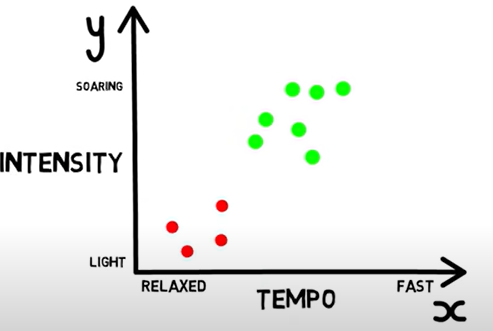 y
SOARING
INTENSITY
LIGHT
RELAXED
FAST
TEMPO
x